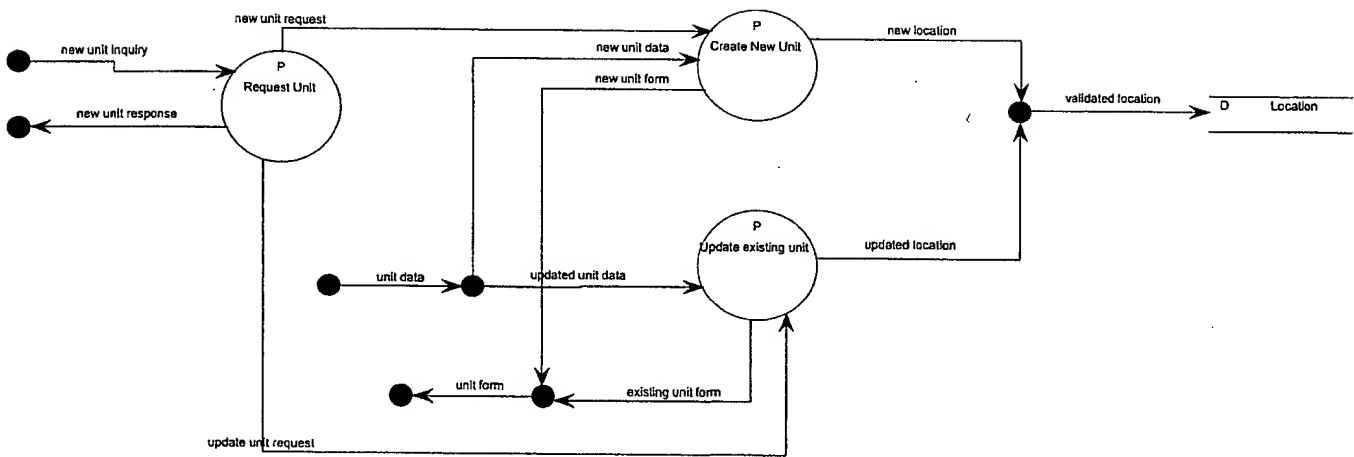 new unit request
new unit inquiry
P
Request Unit
new unit response
P
Create New Unit
new unit data
new unit form
new location
validated location
D Location
P
Update existing unit
updated location
unit data
updated unit data
unit form
existing unit form
update unit request